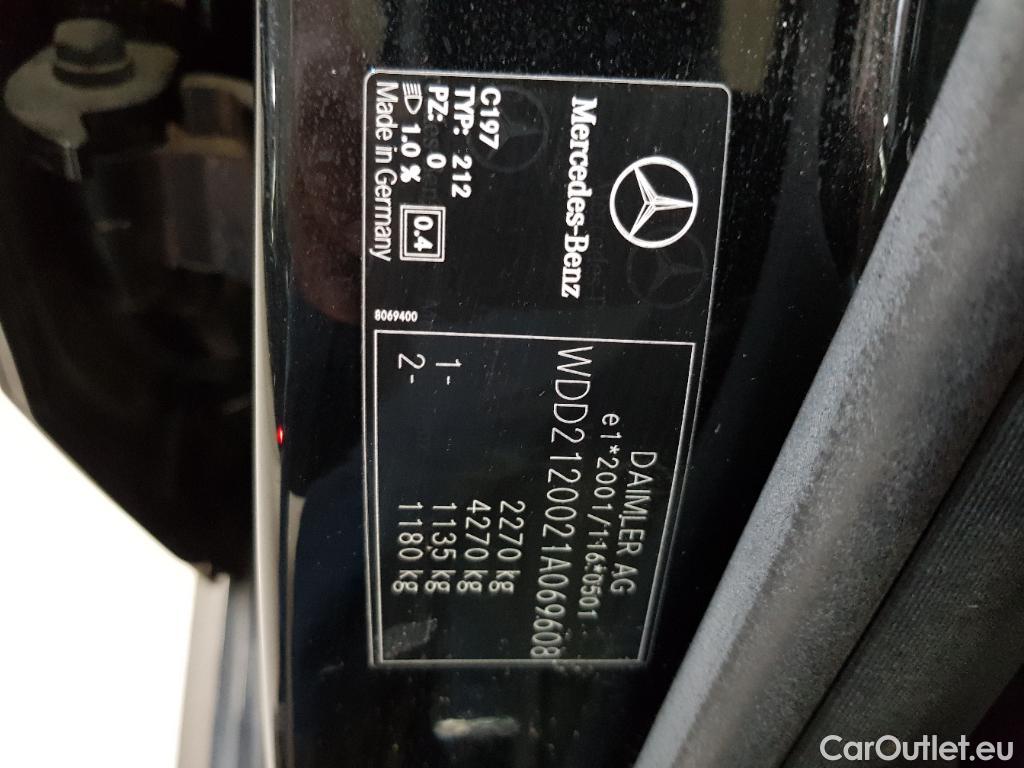 Mercedes-Benz
C197
TYP: 212
PZ: 0
1.0 % 0.4
Made in Germany
8069400
DAIMLER AG
e1*2001/116*0501
WDD2120021A069608
2270 kg
4270 kg
1- 1135 kg
2- 1180 kg
CarOutlet.eu